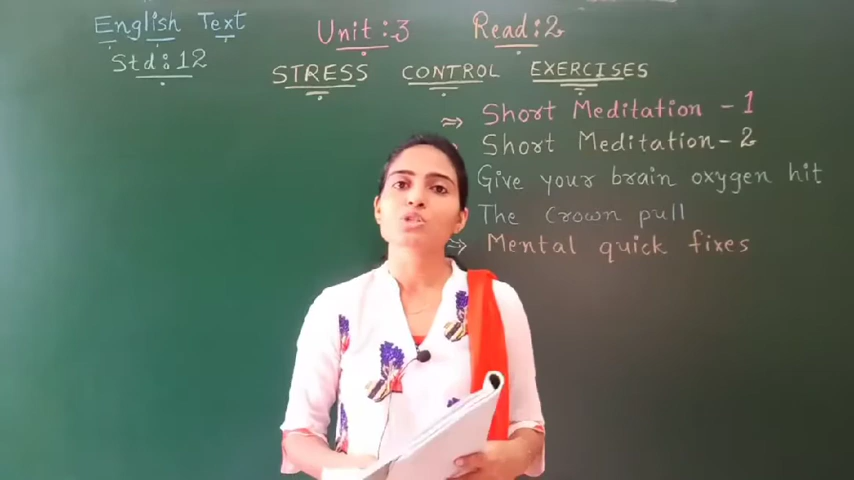 English Text
Std : 12
Unit : 3
Read : 2
STRESS CONTROL EXERCISES
⇒ Short Meditation - 1
Short Meditation - 2
Give your brain oxygen hit
The crown pull
⇒ Mental quick fixes